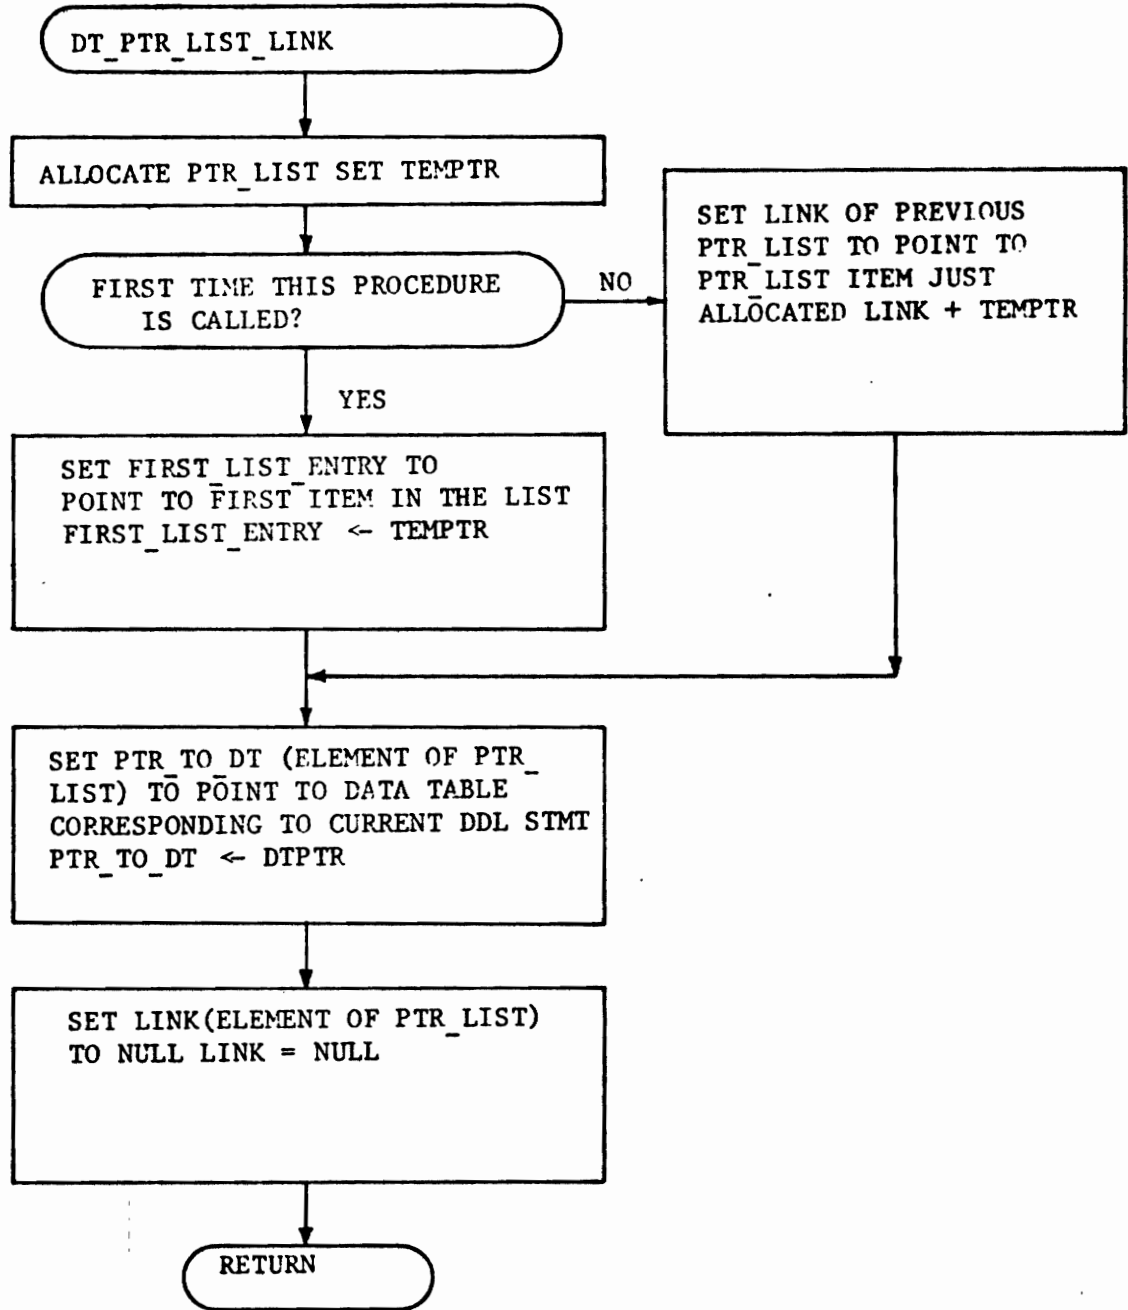 DT_PTR_LIST_LINK
ALLOCATE PTR_LIST SET TEMPTR
FIRST TIME THIS PROCEDURE
IS CALLED?
NO
SET LINK OF PREVIOUS
PTR_LIST TO POINT TO
PTR_LIST ITEM JUST
ALLOCATED LINK + TEMPTR
YES
SET FIRST_LIST_ENTRY TO
POINT TO FIRST ITEM IN THE LIST
FIRST_LIST_ENTRY <- TEMPTR
SET PTR_TO_DT (ELEMENT OF PTR_
LIST) TO POINT TO DATA TABLE
CORRESPONDING TO CURRENT DDL STMT
PTR_TO_DT <- DTPTR
SET LINK(ELEMENT OF PTR_LIST)
TO NULL LINK = NULL
RETURN